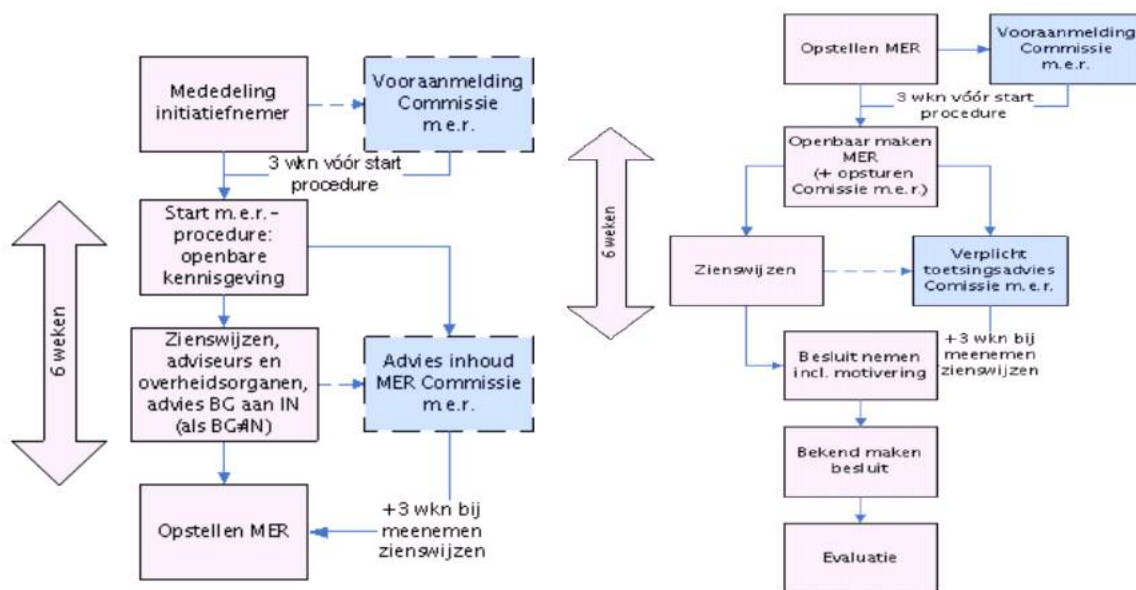 Mededeling
initiatiefnemer
Vooraanmelding
Commissie
m.e.r.
3 wkn vóór start
procedure
6 weken
Start m.e.r.–
procedure:
openbare
kennisgeving
Zienswijzen,
adviseurs en
overheidsorganen,
advies BG aan IN
(als BG≠IN)
Advies inhoud
MER Commissie
m.e.r.
Opstellen MER
+3 wkn bij
meenemen
zienswijzen
Opstellen MER
Vooraanmelding
Commissie
m.e.r.
3 wkn vóór start
procedure
6 weken
Openbaar maken
MER
(+ opsturen
Comissie m.e.r.)
Zienswijzen
Verplicht
toetsingsadvies
Comissie m.e.r.
+3 wkn bij
meenemen
zienswijzen
Besluit nemen
incl. motivering
Bekend maken
besluit
Evaluatie